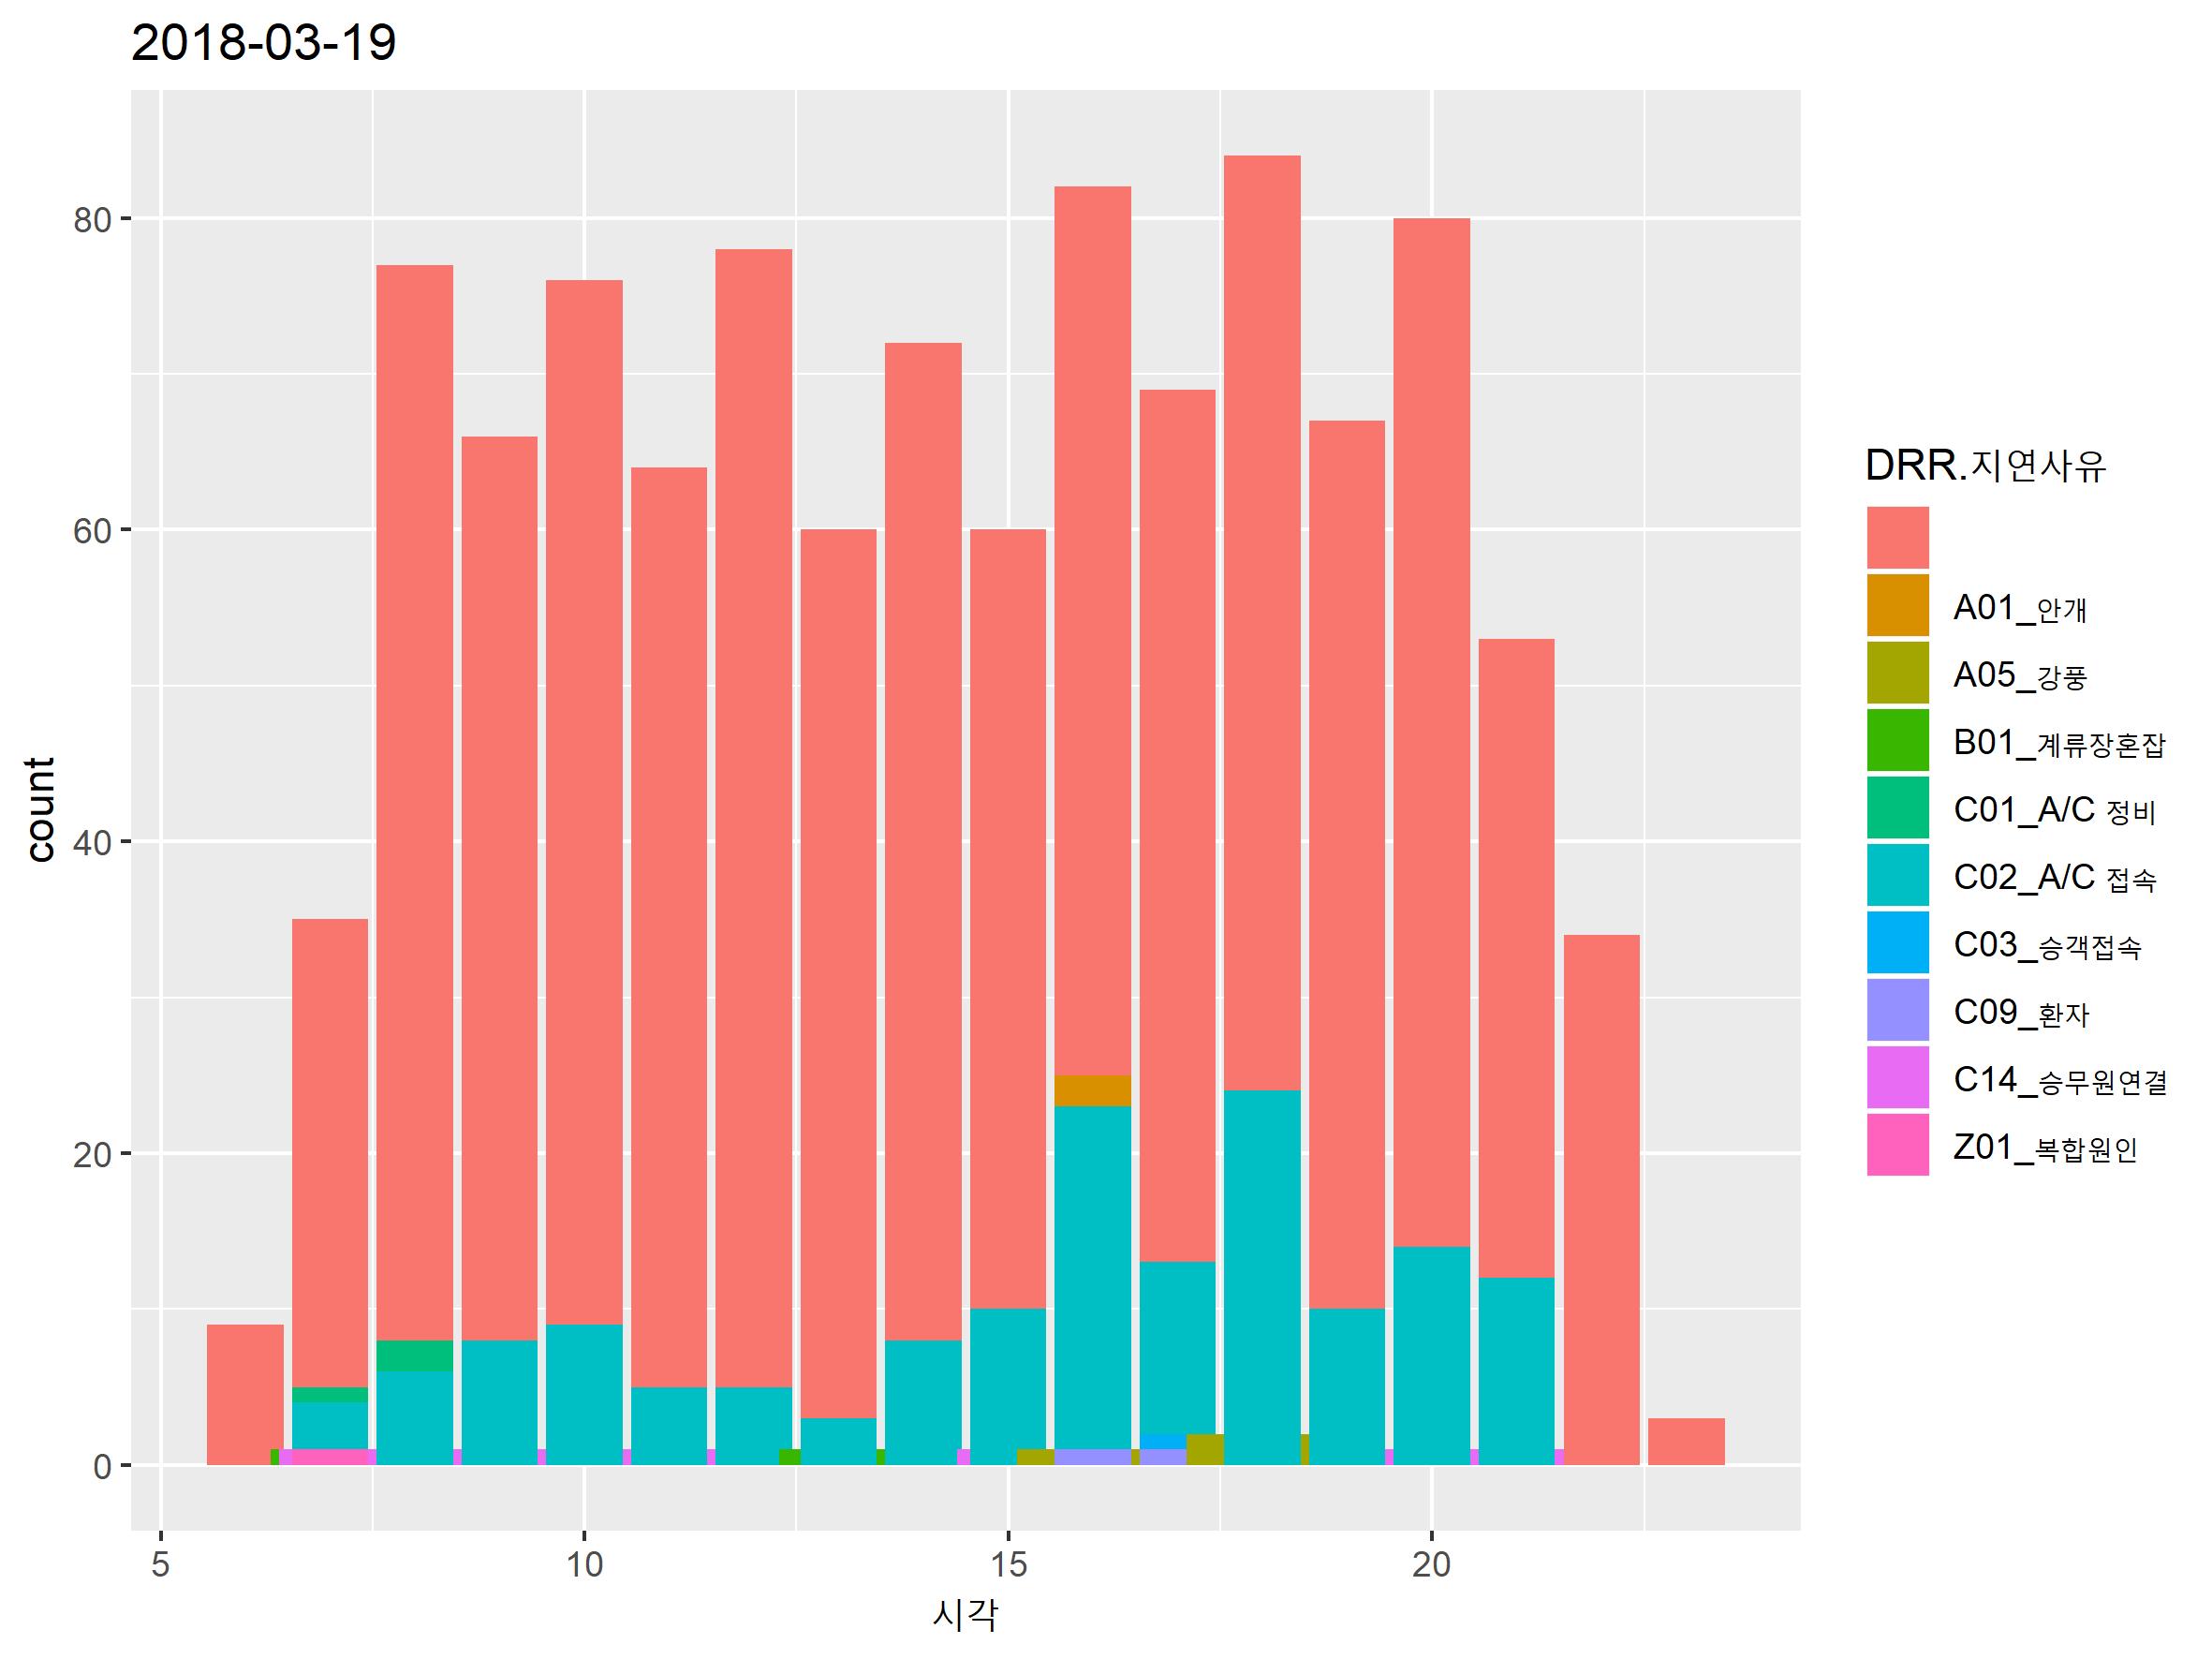 2018-03-19
80
60
40
20
0
count
5 10 15 20
시각
DRR.지연사유
A01_안개
A05_강풍
B01_계류장혼잡
C01_A/C 정비
C02_A/C 접속
C03_승객접속
C09_환자
C14_승무원연결
Z01_복합원인